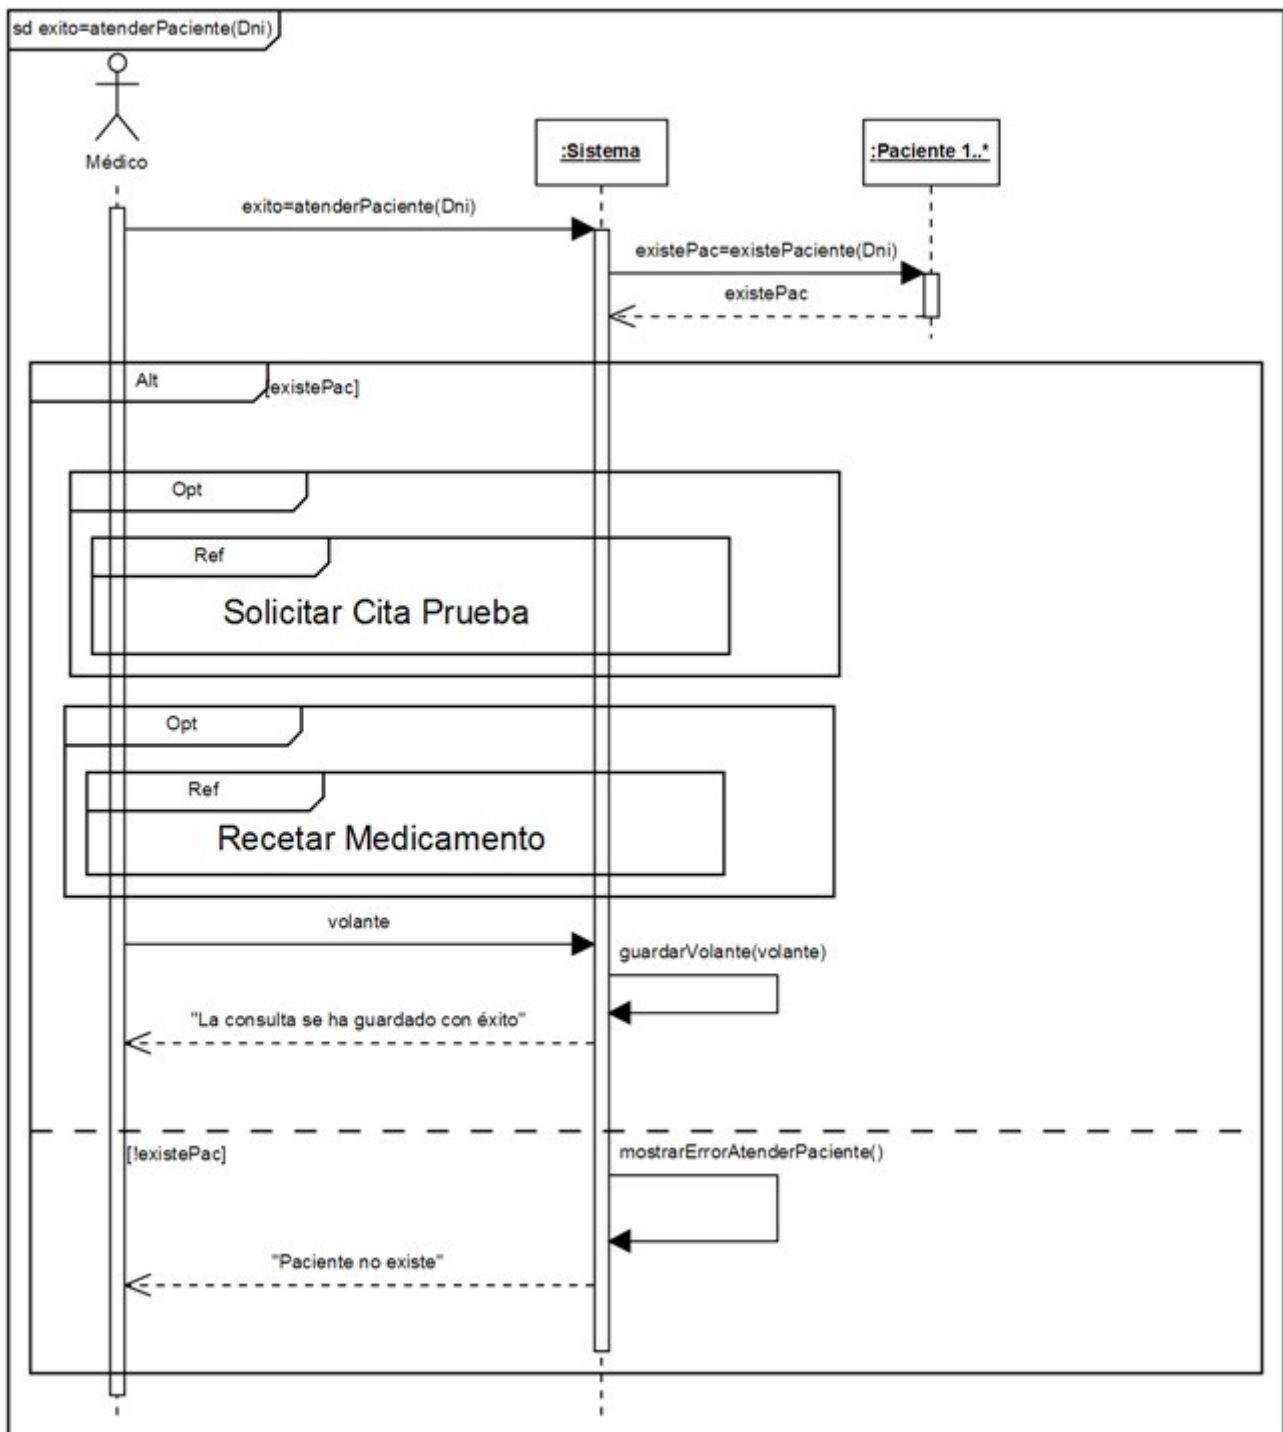 sd exito=atenderPaciente(Dni)
Médico
:Sistema
:Paciente 1..*
exito=atenderPaciente(Dni)
existePac=existePaciente(Dni)
existePac
Alt
[existePac]
Opt
Ref
Solicitar Cita Prueba
Opt
Ref
Recetar Medicamento
volante
guardarVolante(volante)
"La consulta se ha guardado con éxito"
[!existePac]
mostrarErrorAtenderPaciente()
"Paciente no existe"